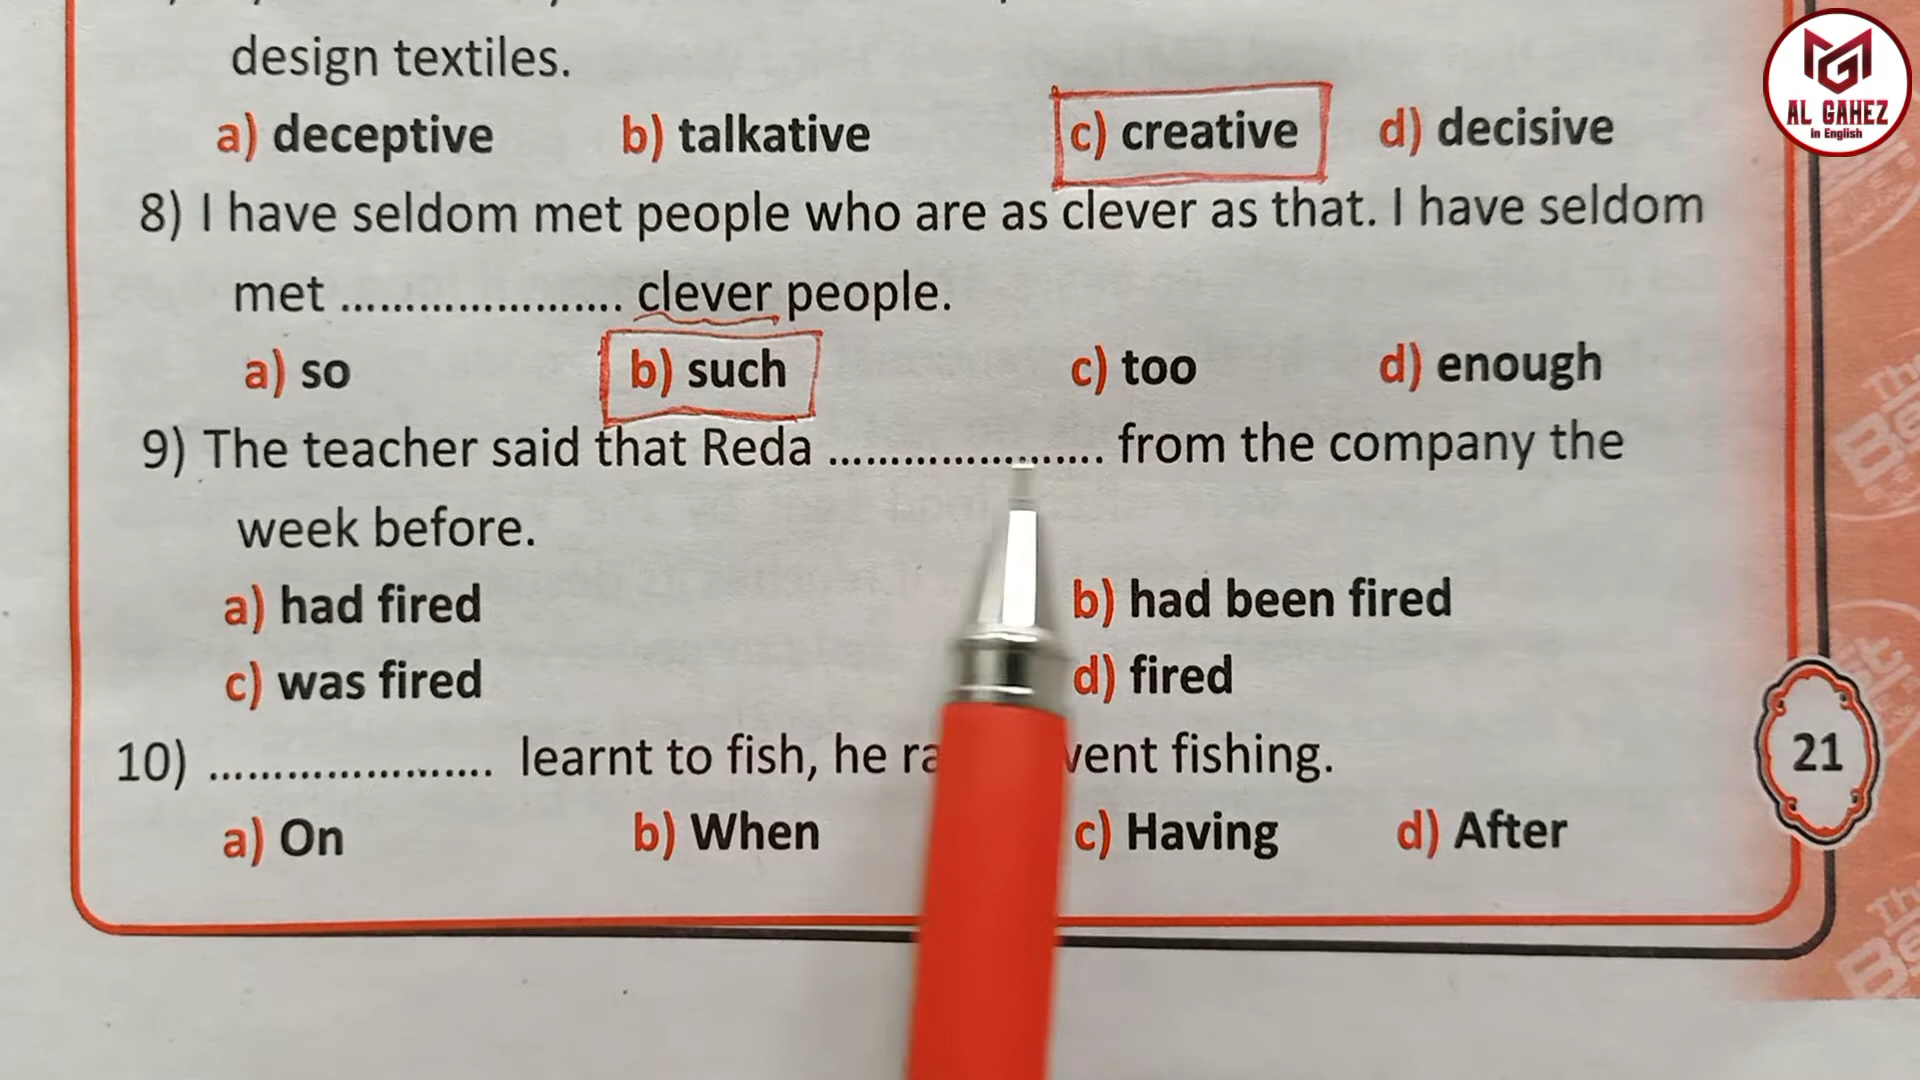 design textiles.
a) deceptive b) talkative c) creative d) decisive
8) I have seldom met people who are as clever as that. I have seldom
met ...................... clever people.
a) so b) such c) too d) enough
9) The teacher said that Reda ...................... from the company the
week before.
a) had fired b) had been fired
c) was fired d) fired
10) ...................... learnt to fish, he fishing.
a) On b) When c) Having d) After
21
AL GAHEZ
in English